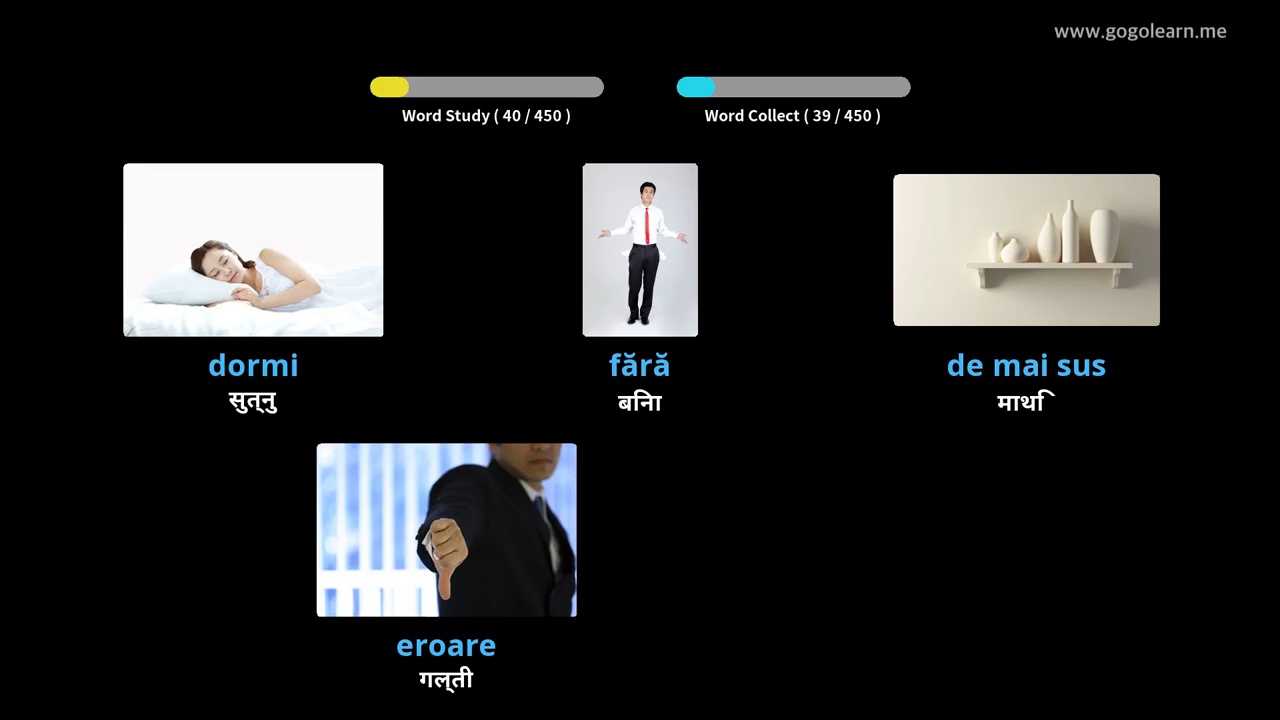 www.gogolearn.me
Word Study ( 40 / 450 )
Word Collect ( 39 / 450 )
dormi
fără
de mai sus
सुत्नु
बिना
माथि
eroare
गल्ती